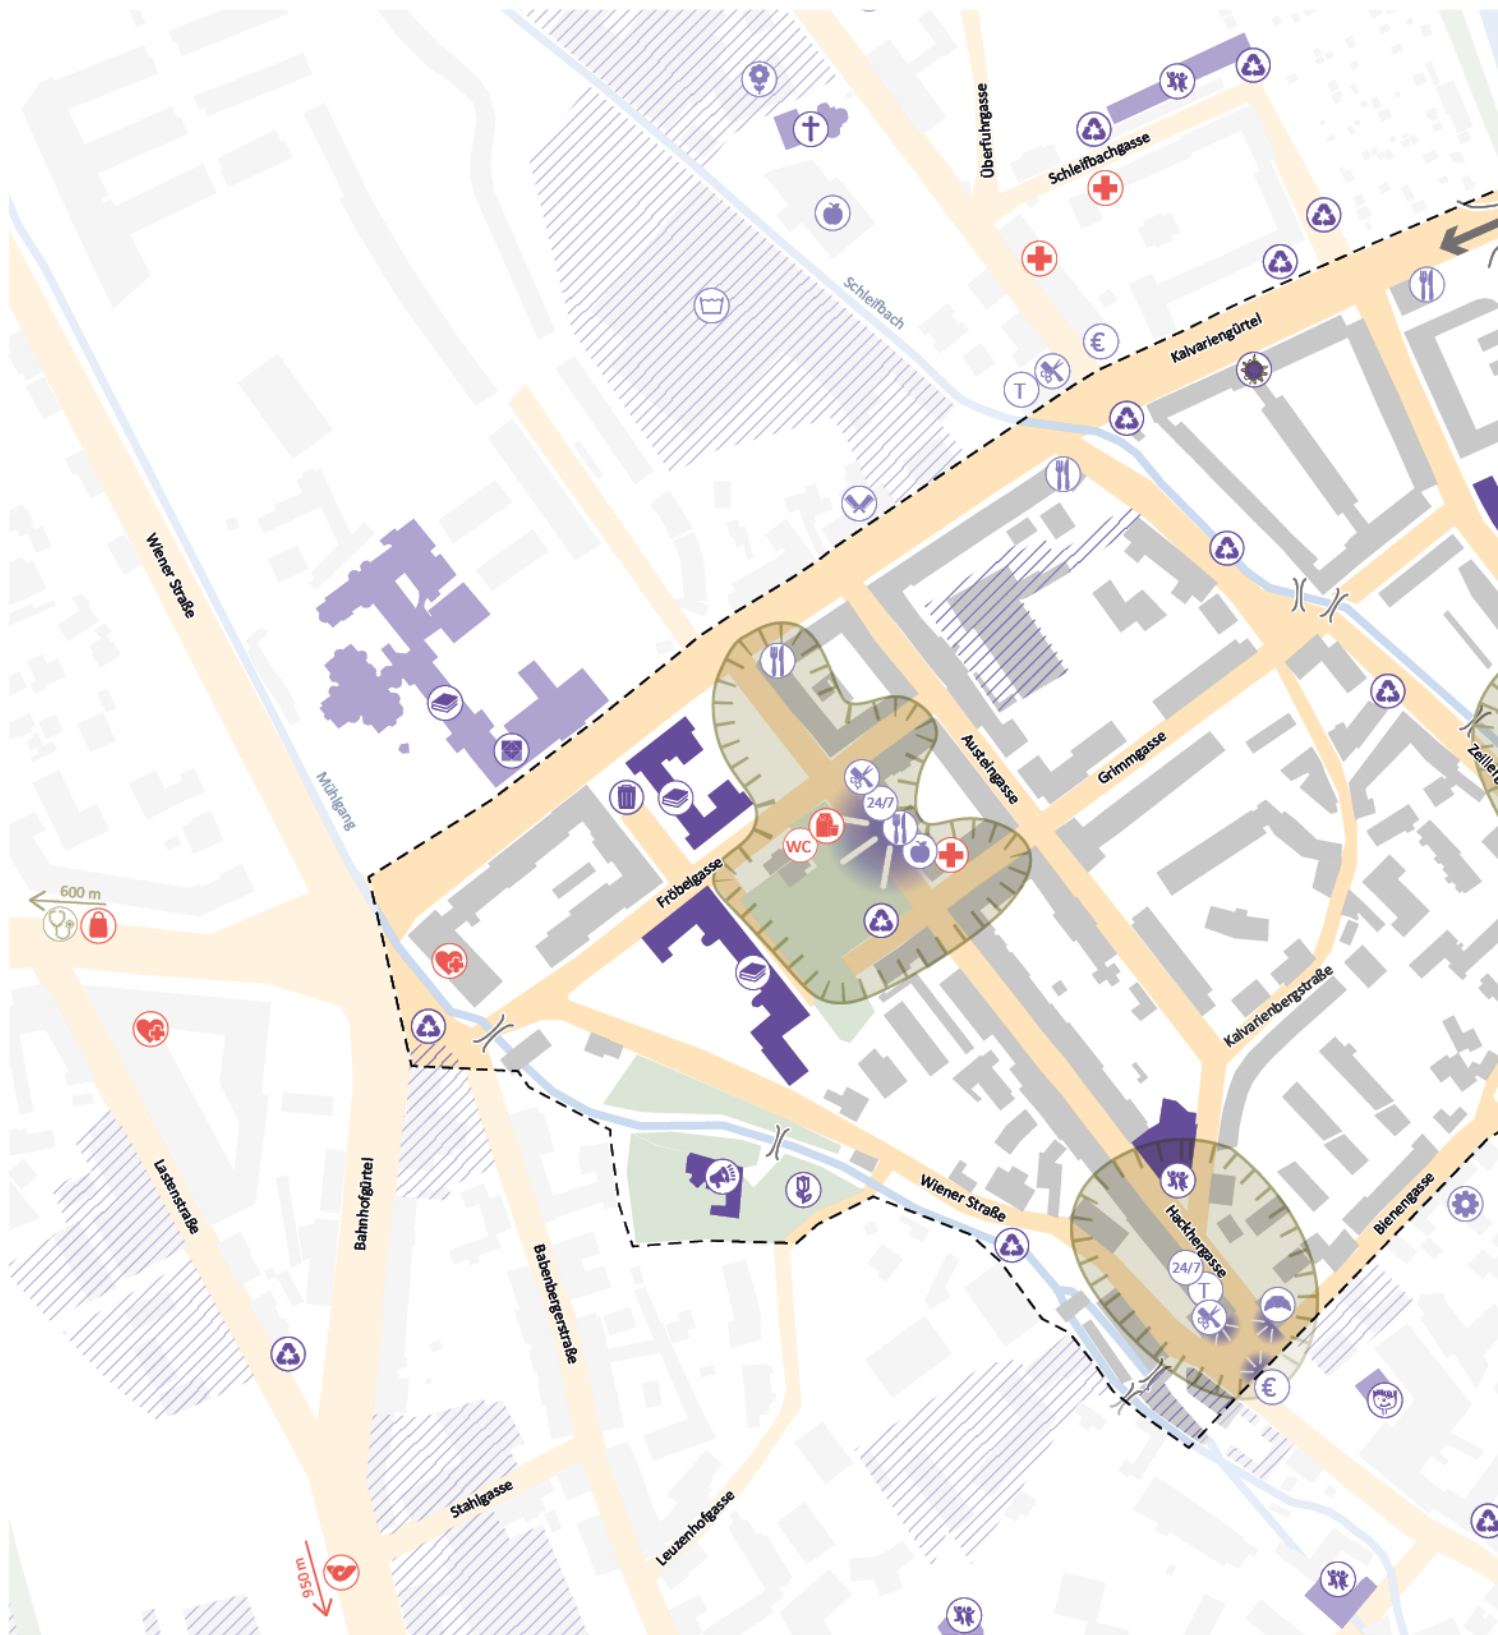 Überfuhrgasse
Schleifbachgasse
Schleifbach
€
Kalvariengürtel
T
Wiener Straße
Mühlgang
Austeingasse
Grimmgasse
24/7
WC
Fröbelgasse
600 m
Kalvarienbergstraße
Lastenstraße
Bahnhofgürtel
Babenbergerstraße
Wiener Straße
Hackhergasse
Bienengasse
24/7
T
€
Stahlgasse
Leuzenhofgasse
950m